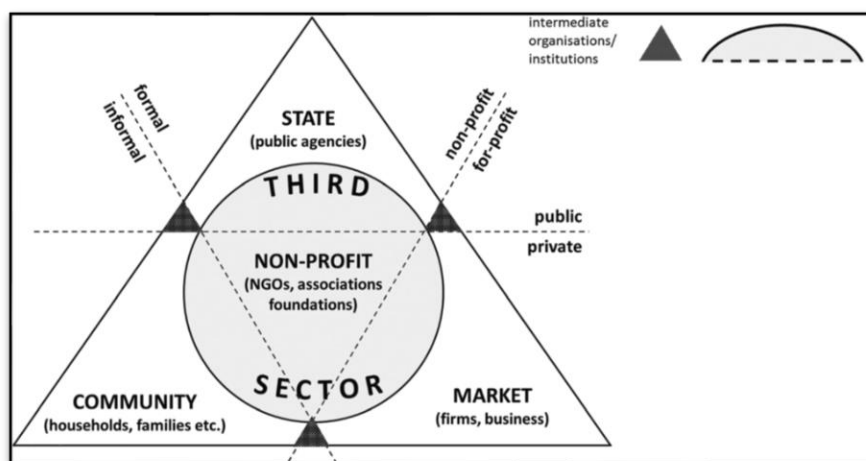 intermediate
organisations/
institutions
formal
informal
non-profit
for-profit
STATE
(public agencies)
THIRD
public
private
NON-PROFIT
(NGOs, associations
foundations)
SECTOR
COMMUNITY
(households, families etc.)
MARKET
(firms, business)